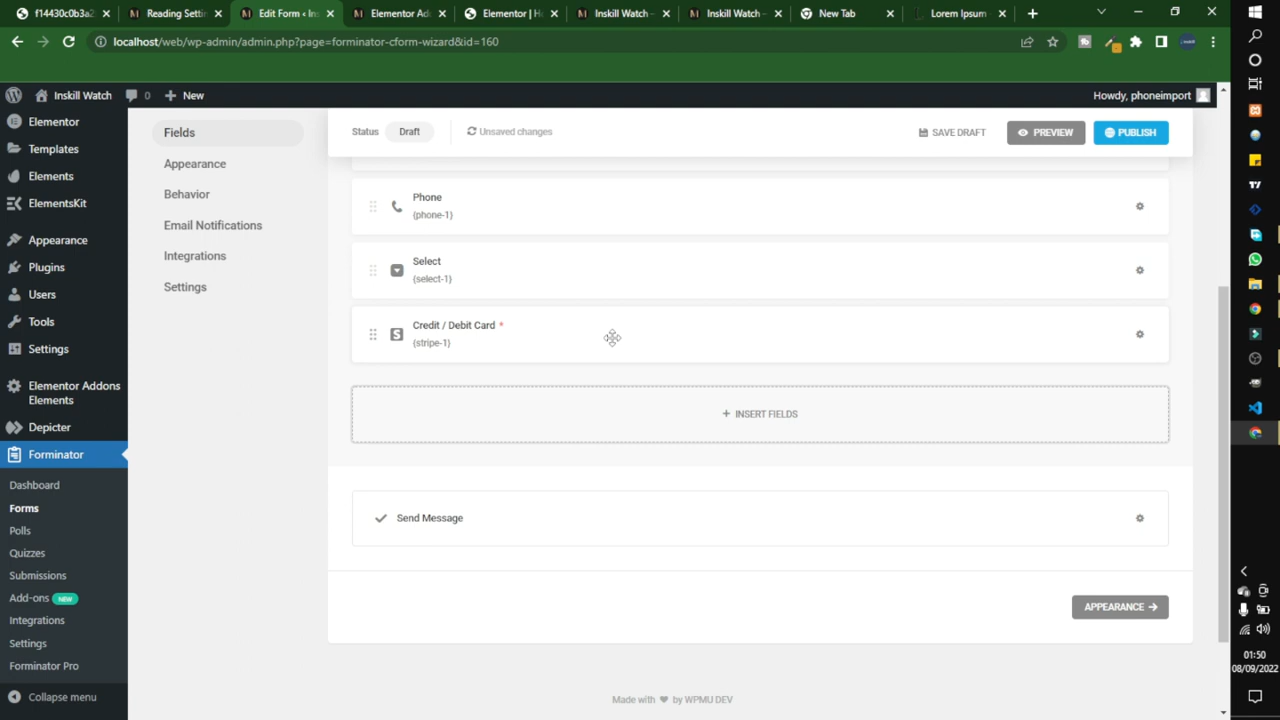 f14430c0b3a2
Reading Settin
Edit Form ‹ Ins
Elementor Ad
Elementor | H
Inskill Watch –
Inskill Watch –
New Tab
Lorem Ipsum
localhost/web/wp-admin/admin.php?page=forminator-cform-wizard&id=160
Inskill Watch
0
New
Howdy, phoneimport
Elementor
Templates
Elements
ElementsKit
Appearance
Plugins
Users
Tools
Settings
Elementor Addons
Elements
Depicter
Forminator
Dashboard
Forms
Polls
Quizzes
Submissions
Add-ons NEW
Integrations
Settings
Forminator Pro
Collapse menu
Fields
Appearance
Behavior
Email Notifications
Integrations
Settings
Status Draft Unsaved changes
SAVE DRAFT
PREVIEW
PUBLISH
Phone
{phone-1}
Select
{select-1}
Credit / Debit Card *
{stripe-1}
+ INSERT FIELDS
Send Message
APPEARANCE →
Made with ♥ by WPMU DEV
01:50
08/09/2022